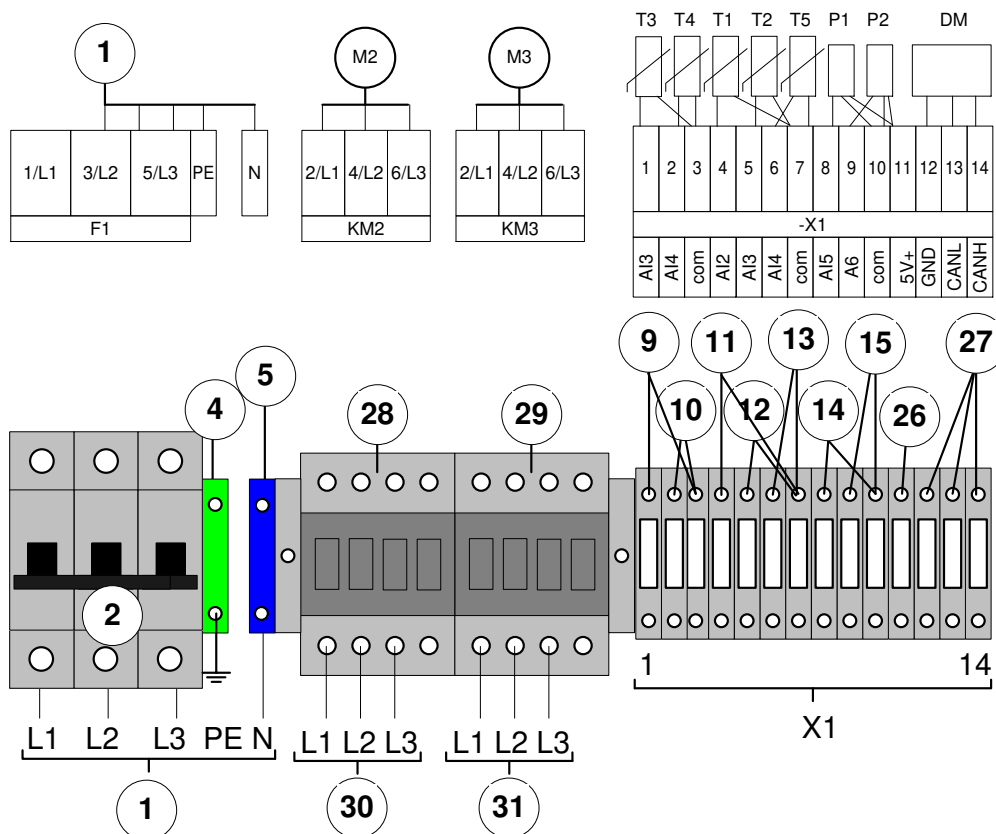 T3 T4 T1 T2 T5 P1 P2 DM
1 M2 M3
1/L1 3/L2 5/L3 PE N 2/L1 4/L2 6/L3 2/L1 4/L2 6/L3 1 2 3 4 5 6 7 8 9 10 11 12 13 14
F1 KM2 KM3 -X1
AI3 AI4 com AI2 AI3 AI4 com AI5 A6 com 5V+ GND CANL CANH
9 11 13 15 27
4 5 28 29 10 12 14 26
2
1 14
X1
L1 L2 L3 PE N L1 L2 L3 L1 L2 L3
1 30 31